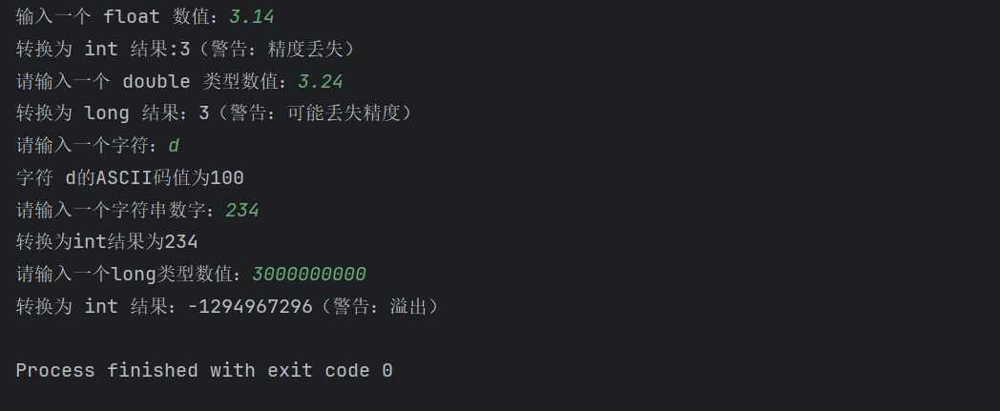 输入一个 float 数值：3.14
转换为 int 结果:3（警告：精度丢失）
请输入一个 double 类型数值：3.24
转换为 long 结果：3（警告：可能丢失精度）
请输入一个字符：d
字符 d的ASCII码值为100
请输入一个字符串数字：234
转换为int结果为234
请输入一个long类型数值：3000000000
转换为 int 结果：-1294967296（警告：溢出）
Process finished with exit code 0